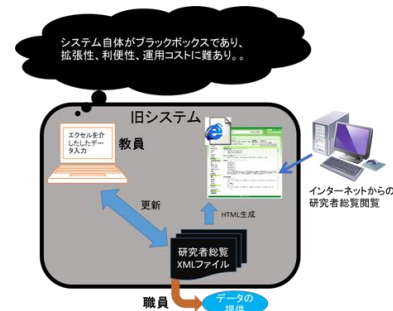 システム自体がブラックボックスであり、
拡張性、利便性、運用コストに難あり。。
旧システム
エクセルを介
したしたデー
タ入力
教員
インターネットからの
研究者総覧閲覧
更新
HTML生成
研究者総覧
XMLファイル
職員
データの
提供